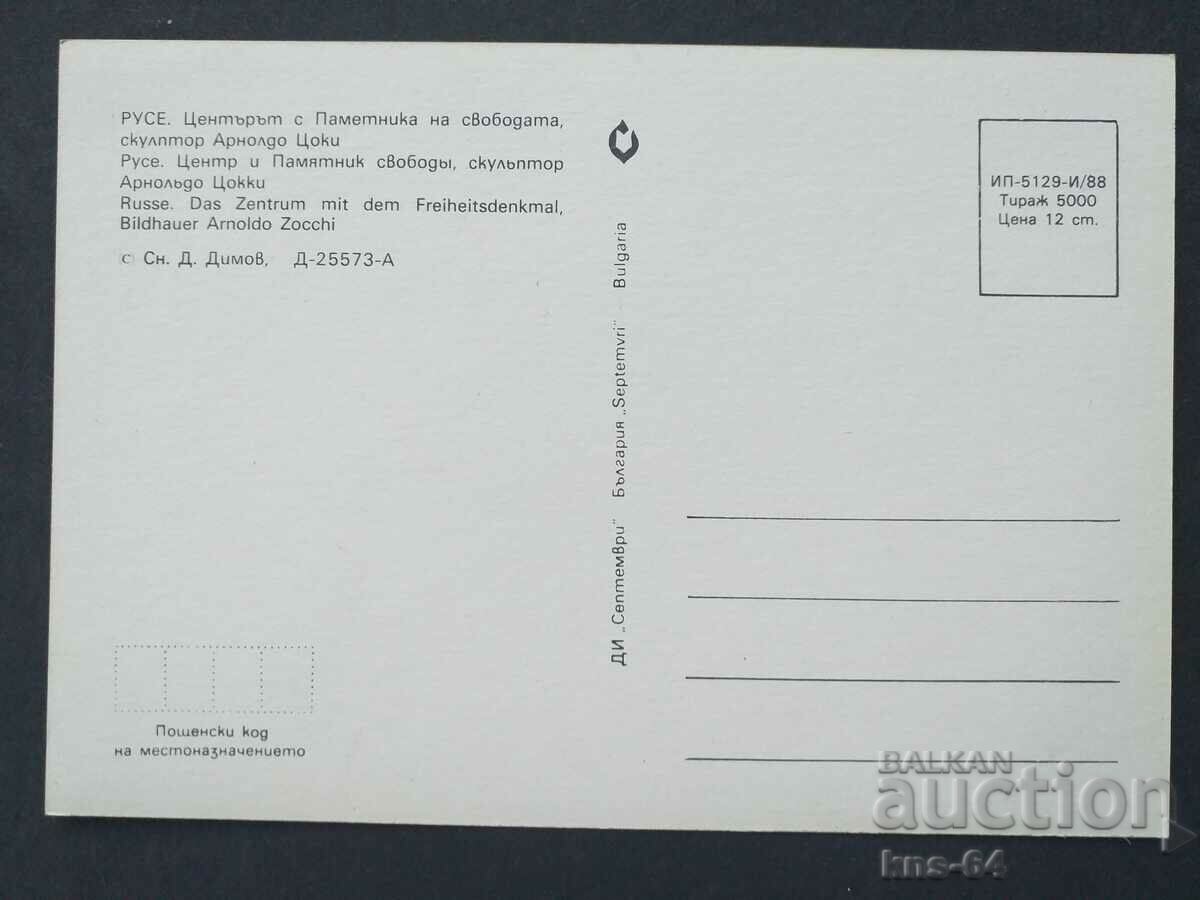 РУСЕ. Центърът с Паметника на свободата,
скулптор Арнолдо Цоки
Русе. Центр и Памятник свободы, скульптор
Арнольдо Цокки
Russe. Das Zentrum mit dem Freiheitsdenkmal,
Bildhauer Arnoldo Zocchi
© Сн. Д. Димов, Д-25573-А
ДИ „Септември" България „Septemvri" Bulgaria
ИП-5129-И/88
Тираж 5000
Цена 12 ст.
Пощенски код
на местоназначението
BALKAN
auction
kns-64